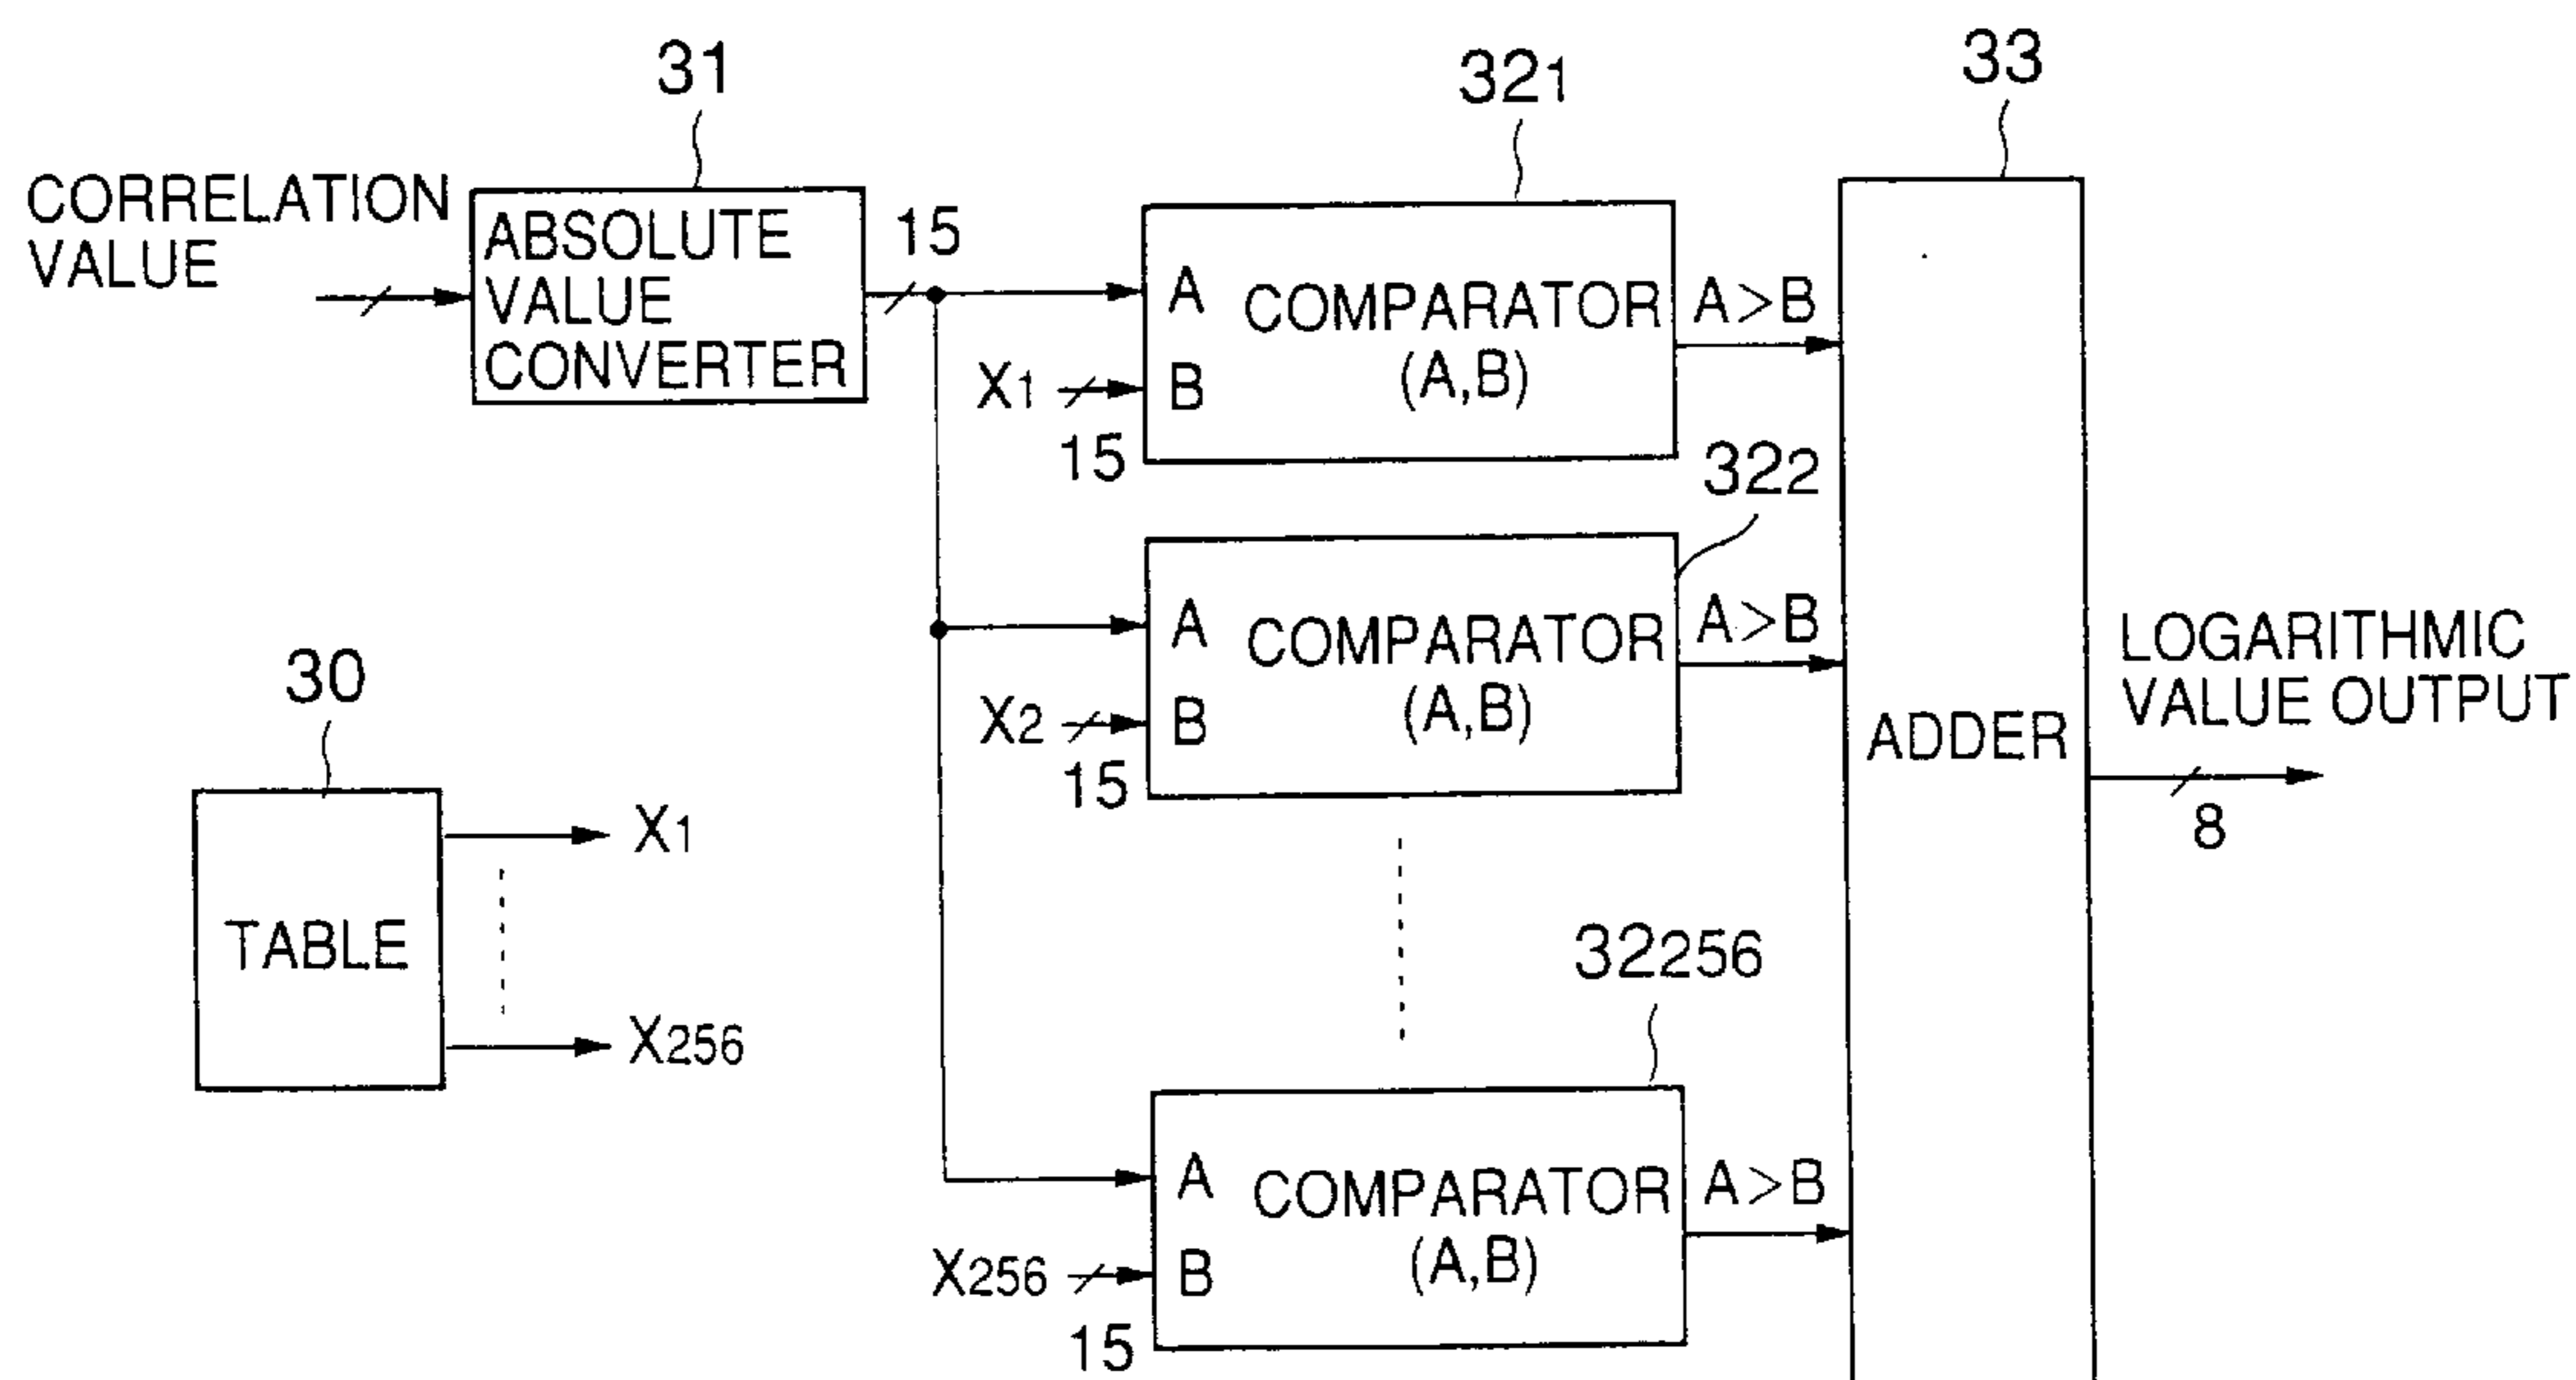 31
321
33
CORRELATION
VALUE
ABSOLUTE
VALUE
CONVERTER
15
A
COMPARATOR
(A,B)
A>B
X1
B
15
322
A
COMPARATOR
(A,B)
A>B
X2
B
15
ADDER
LOGARITHMIC
VALUE OUTPUT
8
30
TABLE
X1
X256
32256
A
COMPARATOR
(A,B)
A>B
X256
B
15